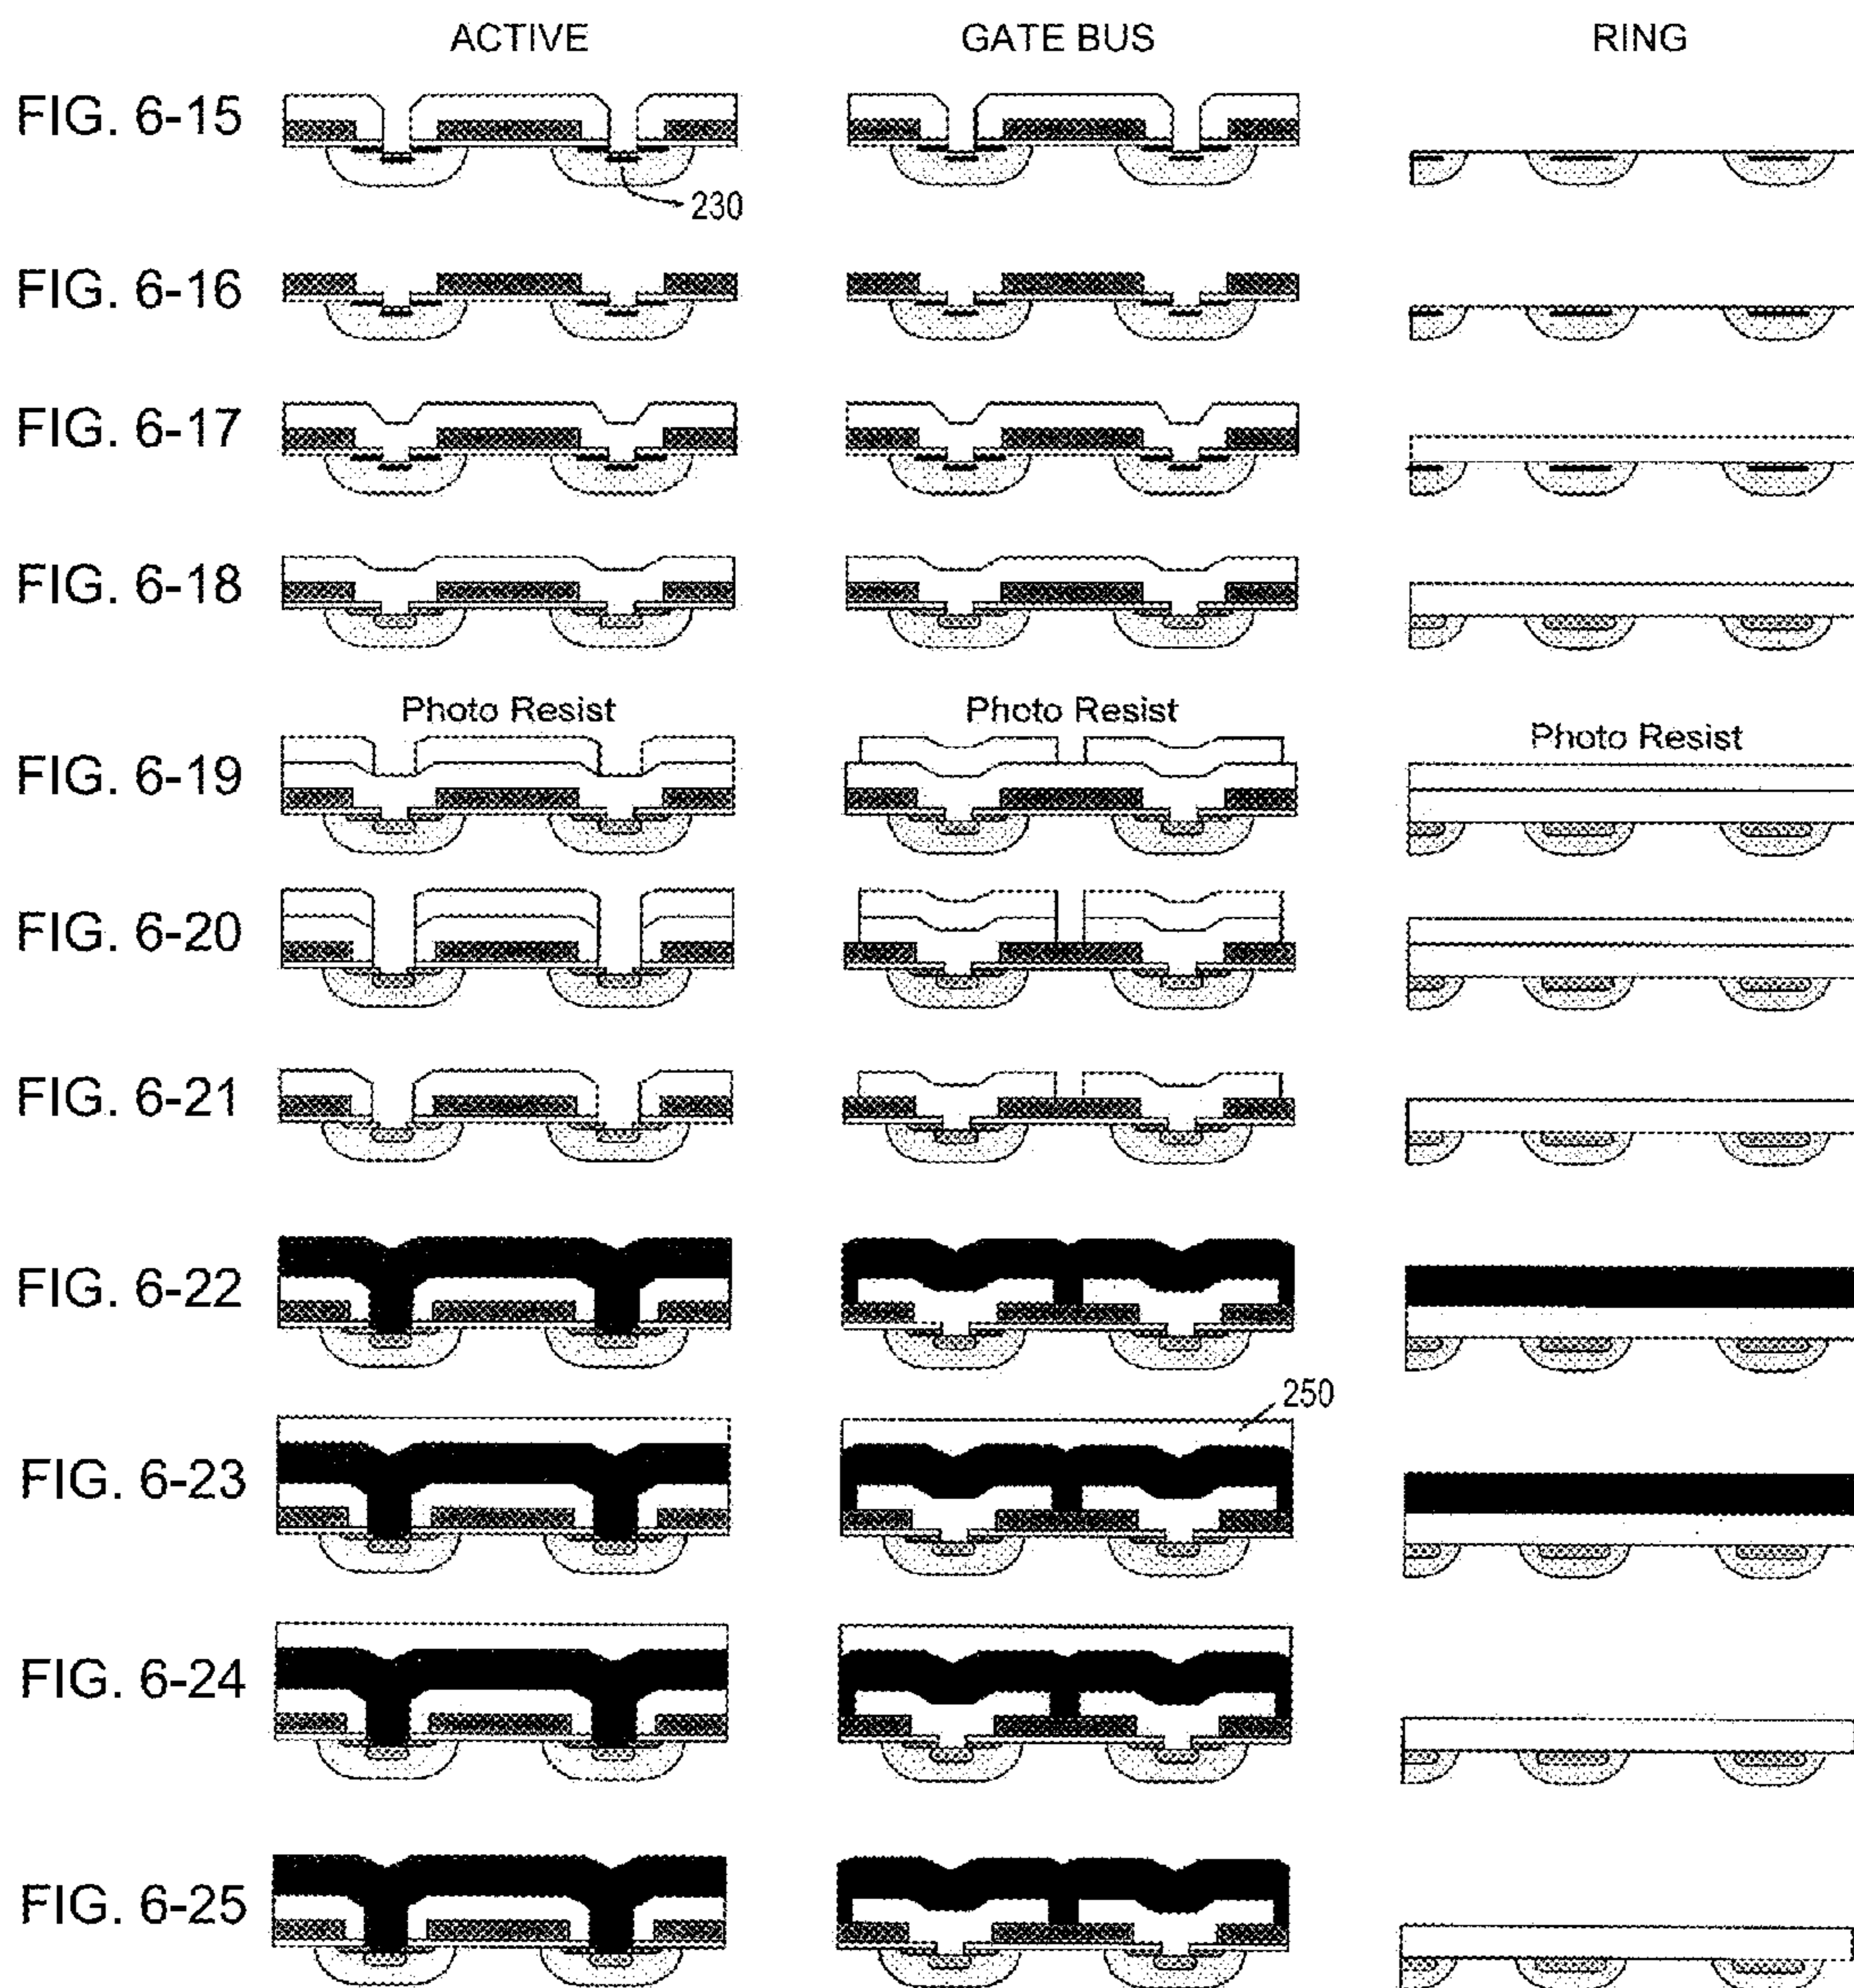 ACTIVE GATE BUS RING
FIG. 6-15
230
FIG. 6-16
FIG. 6-17
FIG. 6-18
Photo Resist Photo Resist Photo Resist
FIG. 6-19
FIG. 6-20
FIG. 6-21
FIG. 6-22
250
FIG. 6-23
FIG. 6-24
FIG. 6-25